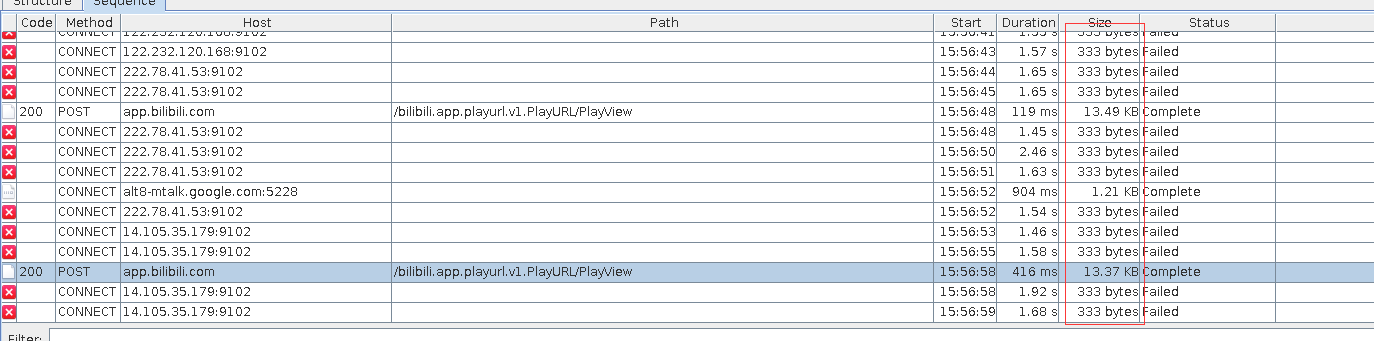 Structure Sequence
Code Method Host Path Start Duration Size Status
CONNECT 122.232.120.168:9102 15:56:41 1.55 s 333 bytes Failed
CONNECT 122.232.120.168:9102 15:56:43 1.57 s 333 bytes Failed
CONNECT 222.78.41.53:9102 15:56:44 1.65 s 333 bytes Failed
CONNECT 222.78.41.53:9102 15:56:45 1.65 s 333 bytes Failed
200 POST app.bilibili.com /bilibili.app.playurl.v1.PlayURL/PlayView 15:56:48 119 ms 13.49 KB Complete
CONNECT 222.78.41.53:9102 15:56:48 1.45 s 333 bytes Failed
CONNECT 222.78.41.53:9102 15:56:50 2.46 s 333 bytes Failed
CONNECT 222.78.41.53:9102 15:56:51 1.63 s 333 bytes Failed
CONNECT alt8-mtalk.google.com:5228 15:56:52 904 ms 1.21 KB Complete
CONNECT 222.78.41.53:9102 15:56:52 1.54 s 333 bytes Failed
CONNECT 14.105.35.179:9102 15:56:53 1.46 s 333 bytes Failed
CONNECT 14.105.35.179:9102 15:56:55 1.58 s 333 bytes Failed
200 POST app.bilibili.com /bilibili.app.playurl.v1.PlayURL/PlayView 15:56:58 416 ms 13.37 KB Complete
CONNECT 14.105.35.179:9102 15:56:58 1.92 s 333 bytes Failed
CONNECT 14.105.35.179:9102 15:56:59 1.68 s 333 bytes Failed
Filter: